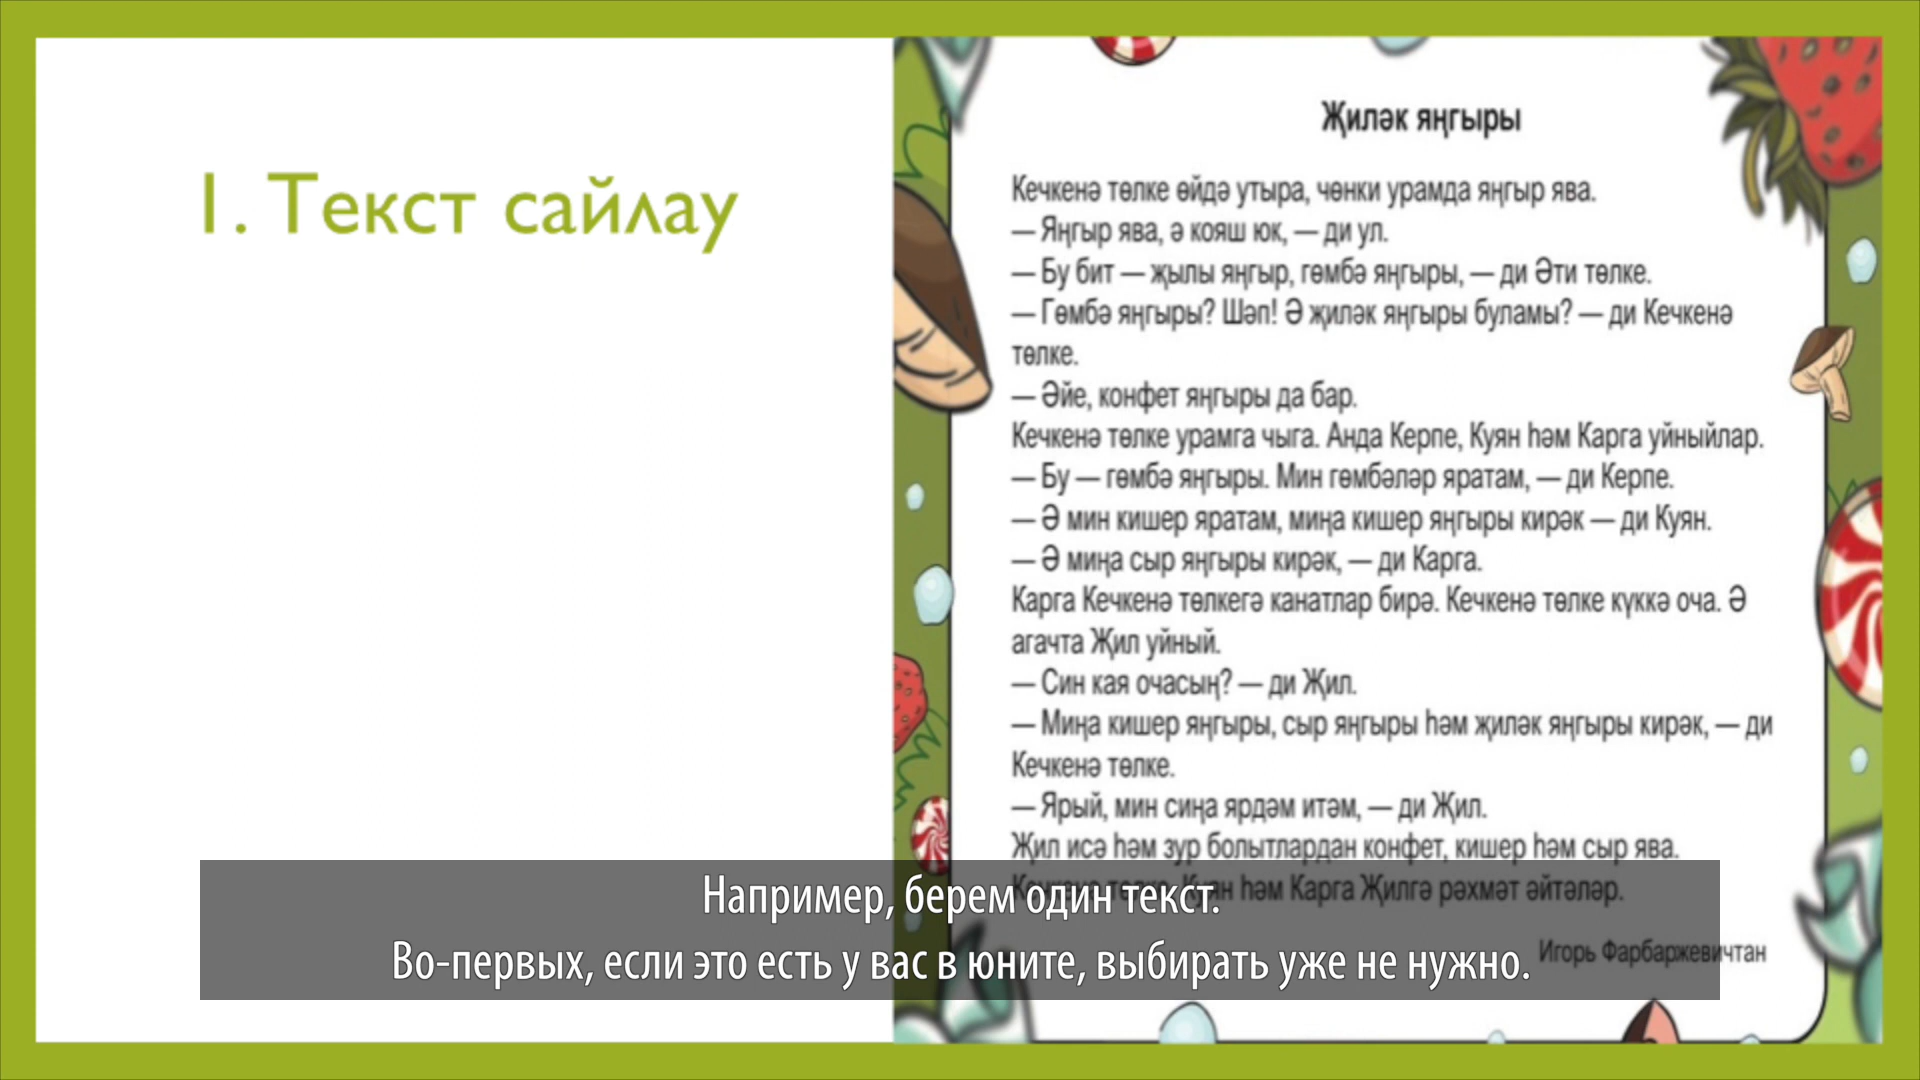 1. Текст сайлау
Җиләк яңгыры
Кечкенә төлке өйдә утыра, чөнки урамда яңгыр ява.
— Яңгыр ява, ә кояш юк, — ди ул.
— Бу бит — җылы яңгыр, гөмбә яңгыры, — ди Әти төлке.
— Гөмбә яңгыры? Шәп! Ә җиләк яңгыры буламы? — ди Кечкенә
төлке.
— Әйе, конфет яңгыры да бар.
Кечкенә төлке урамга чыга. Анда Керпе, Куян һәм Карга уйныйлар.
— Бу — гөмбә яңгыры. Мин гөмбәләр яратам, — ди Керпе.
— Ә мин кишер яратам, миңа кишер яңгыры кирәк — ди Куян.
— Ә миңа сыр яңгыры кирәк, — ди Карга.
Карга Кечкенә төлкегә канатлар бирә. Кечкенә төлке күккә оча. Ә
агачта Җил уйный.
— Син кая очасың? — ди Җил.
— Миңа кишер яңгыры, сыр яңгыры һәм җиләк яңгыры кирәк, — ди
Кечкенә төлке.
— Ярый, мин сиңа ярдәм итәм, — ди Җил.
Җил исә һәм зур болытлардан конфет, кишер һәм сыр ява.
Кечкенә төлке, Куян һәм Карга Җилгә рәхмәт әйтәләр.
Игорь Фарбаржевичтан
Например, берем один текст.
Во-первых, если это есть у вас в юните, выбирать уже не нужно.